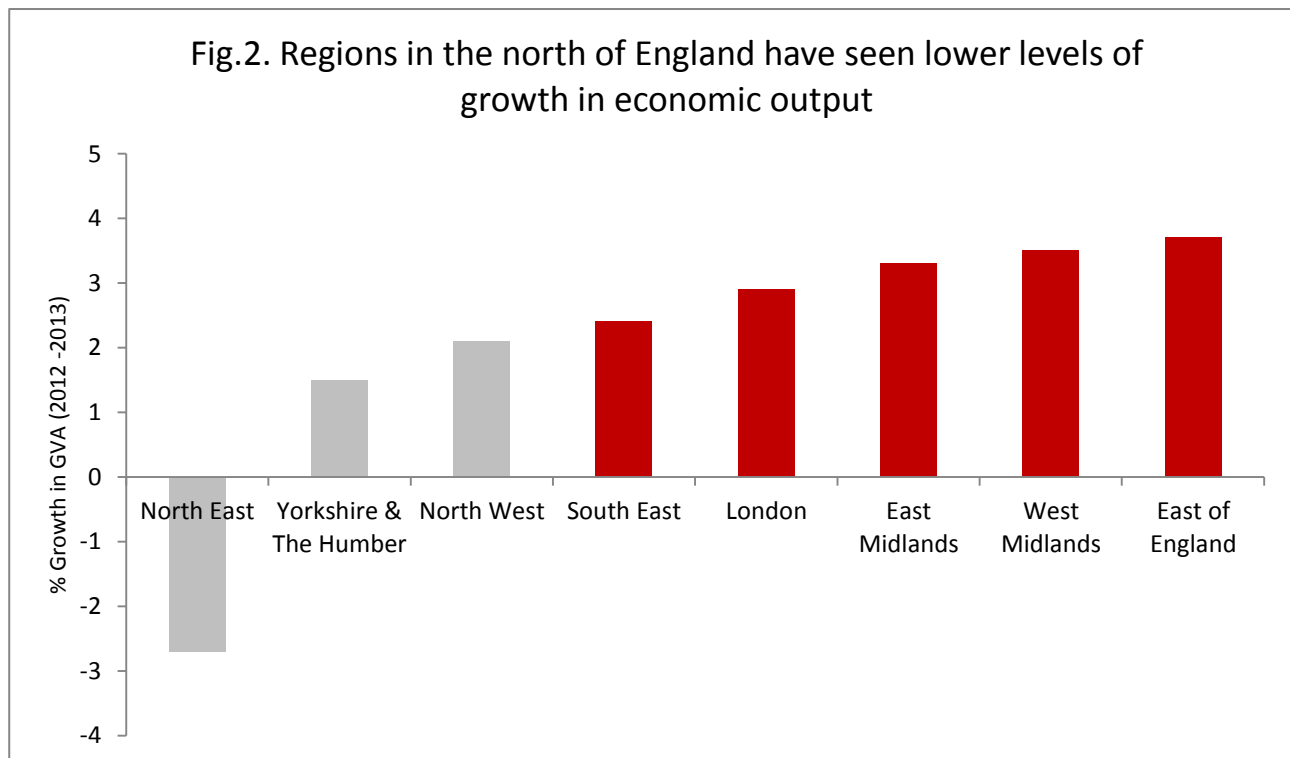 Fig.2. Regions in the north of England have seen lower levels of
growth in economic output
% Growth in GVA (2012 -2013)
5
4
3
2
1
0
-1
-2
-3
-4
North East
Yorkshire &
The Humber
North West
South East
London
East
Midlands
West
Midlands
East of
England